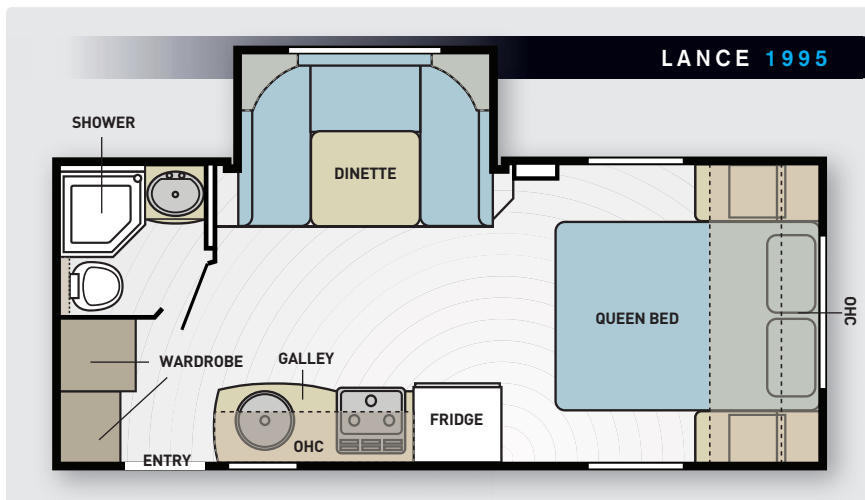 LANCE 1995
SHOWER
DINETTE
QUEEN BED
OHC
WARDROBE
GALLEY
FRIDGE
OHC
ENTRY